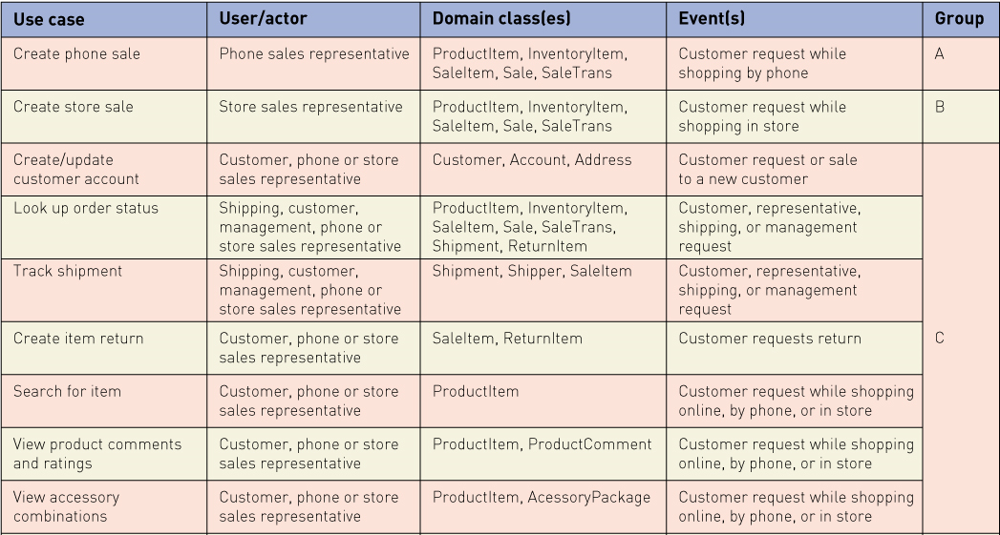 Use case User/actor Domain class(es) Event(s) Group
Create phone sale Phone sales representative ProductItem, InventoryItem, Customer request while A
SaleItem, Sale, SaleTrans shopping by phone
Create store sale Store sales representative ProductItem, InventoryItem, Customer request while B
SaleItem, Sale, SaleTrans shopping in store
Create/update Customer, phone or store Customer, Account, Address Customer request or sale
customer account sales representative to a new customer
Look up order status Shipping, customer, ProductItem, InventoryItem, Customer, representative,
management, phone or SaleItem, Sale, SaleTrans, shipping, or management
store sales representative Shipment, ReturnItem request
Track shipment Shipping, customer, Shipment, Shipper, SaleItem Customer, representative,
management, phone or shipping, or management
store sales representative request
Create item return Customer, phone or store SaleItem, ReturnItem Customer requests return C
sales representative
Search for item Customer, phone or store ProductItem Customer request while shopping
sales representative online, by phone, or in store
View product comments Customer, phone or store ProductItem, ProductComment Customer request while shopping
and ratings sales representative online, by phone, or in store
View accessory Customer, phone or store ProductItem, AcessoryPackage Customer request while shopping
combinations sales representative online, by phone, or in store